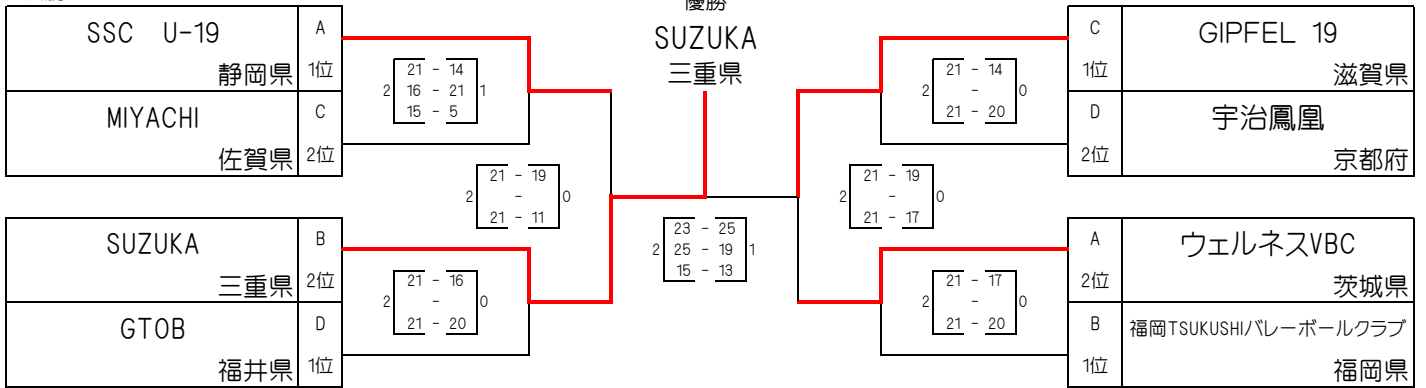 優勝
SUZUKA
三重県
SSC U-19
A
静岡県
1位
MIYACHI
C
佐賀県
2位
21 - 14
2 16 - 21 1
15 - 5
SUZUKA
B
三重県
2位
GTOB
D
福井県
1位
21 - 16
2 - 0
21 - 20
21 - 19
2 - 0
21 - 11
23 - 25
2 25 - 19 1
15 - 13
21 - 19
2 - 0
21 - 17
21 - 14
2 - 0
21 - 20
C
GIPFEL 19
1位
滋賀県
D
宇治鳳凰
2位
京都府
21 - 17
2 - 0
21 - 20
A
ウェルネスVBC
2位
茨城県
B
福岡TSUKUSHIバレーボールクラブ
1位
福岡県